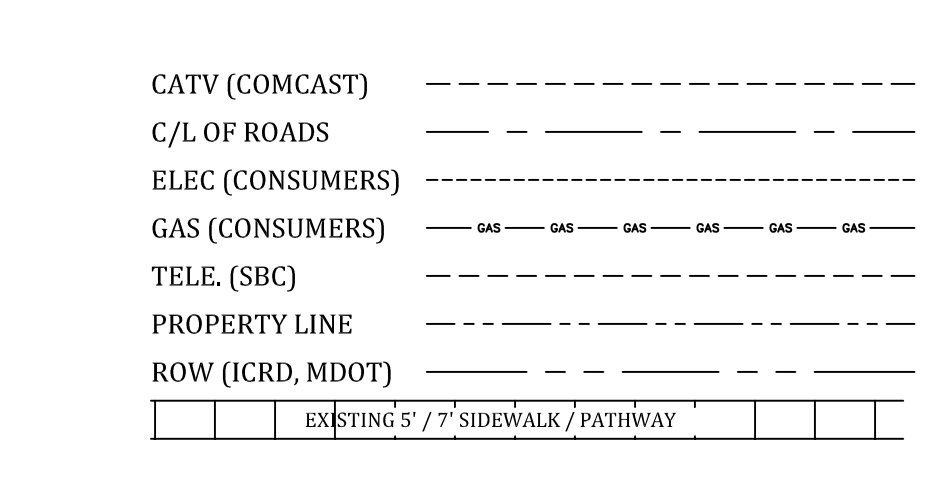 CATV (COMCAST)
C/L OF ROADS
ELEC (CONSUMERS)
GAS (CONSUMERS) GAS GAS GAS GAS GAS GAS
TELE. (SBC)
PROPERTY LINE
ROW (ICRD, MDOT)
EXISTING 5' / 7' SIDEWALK / PATHWAY